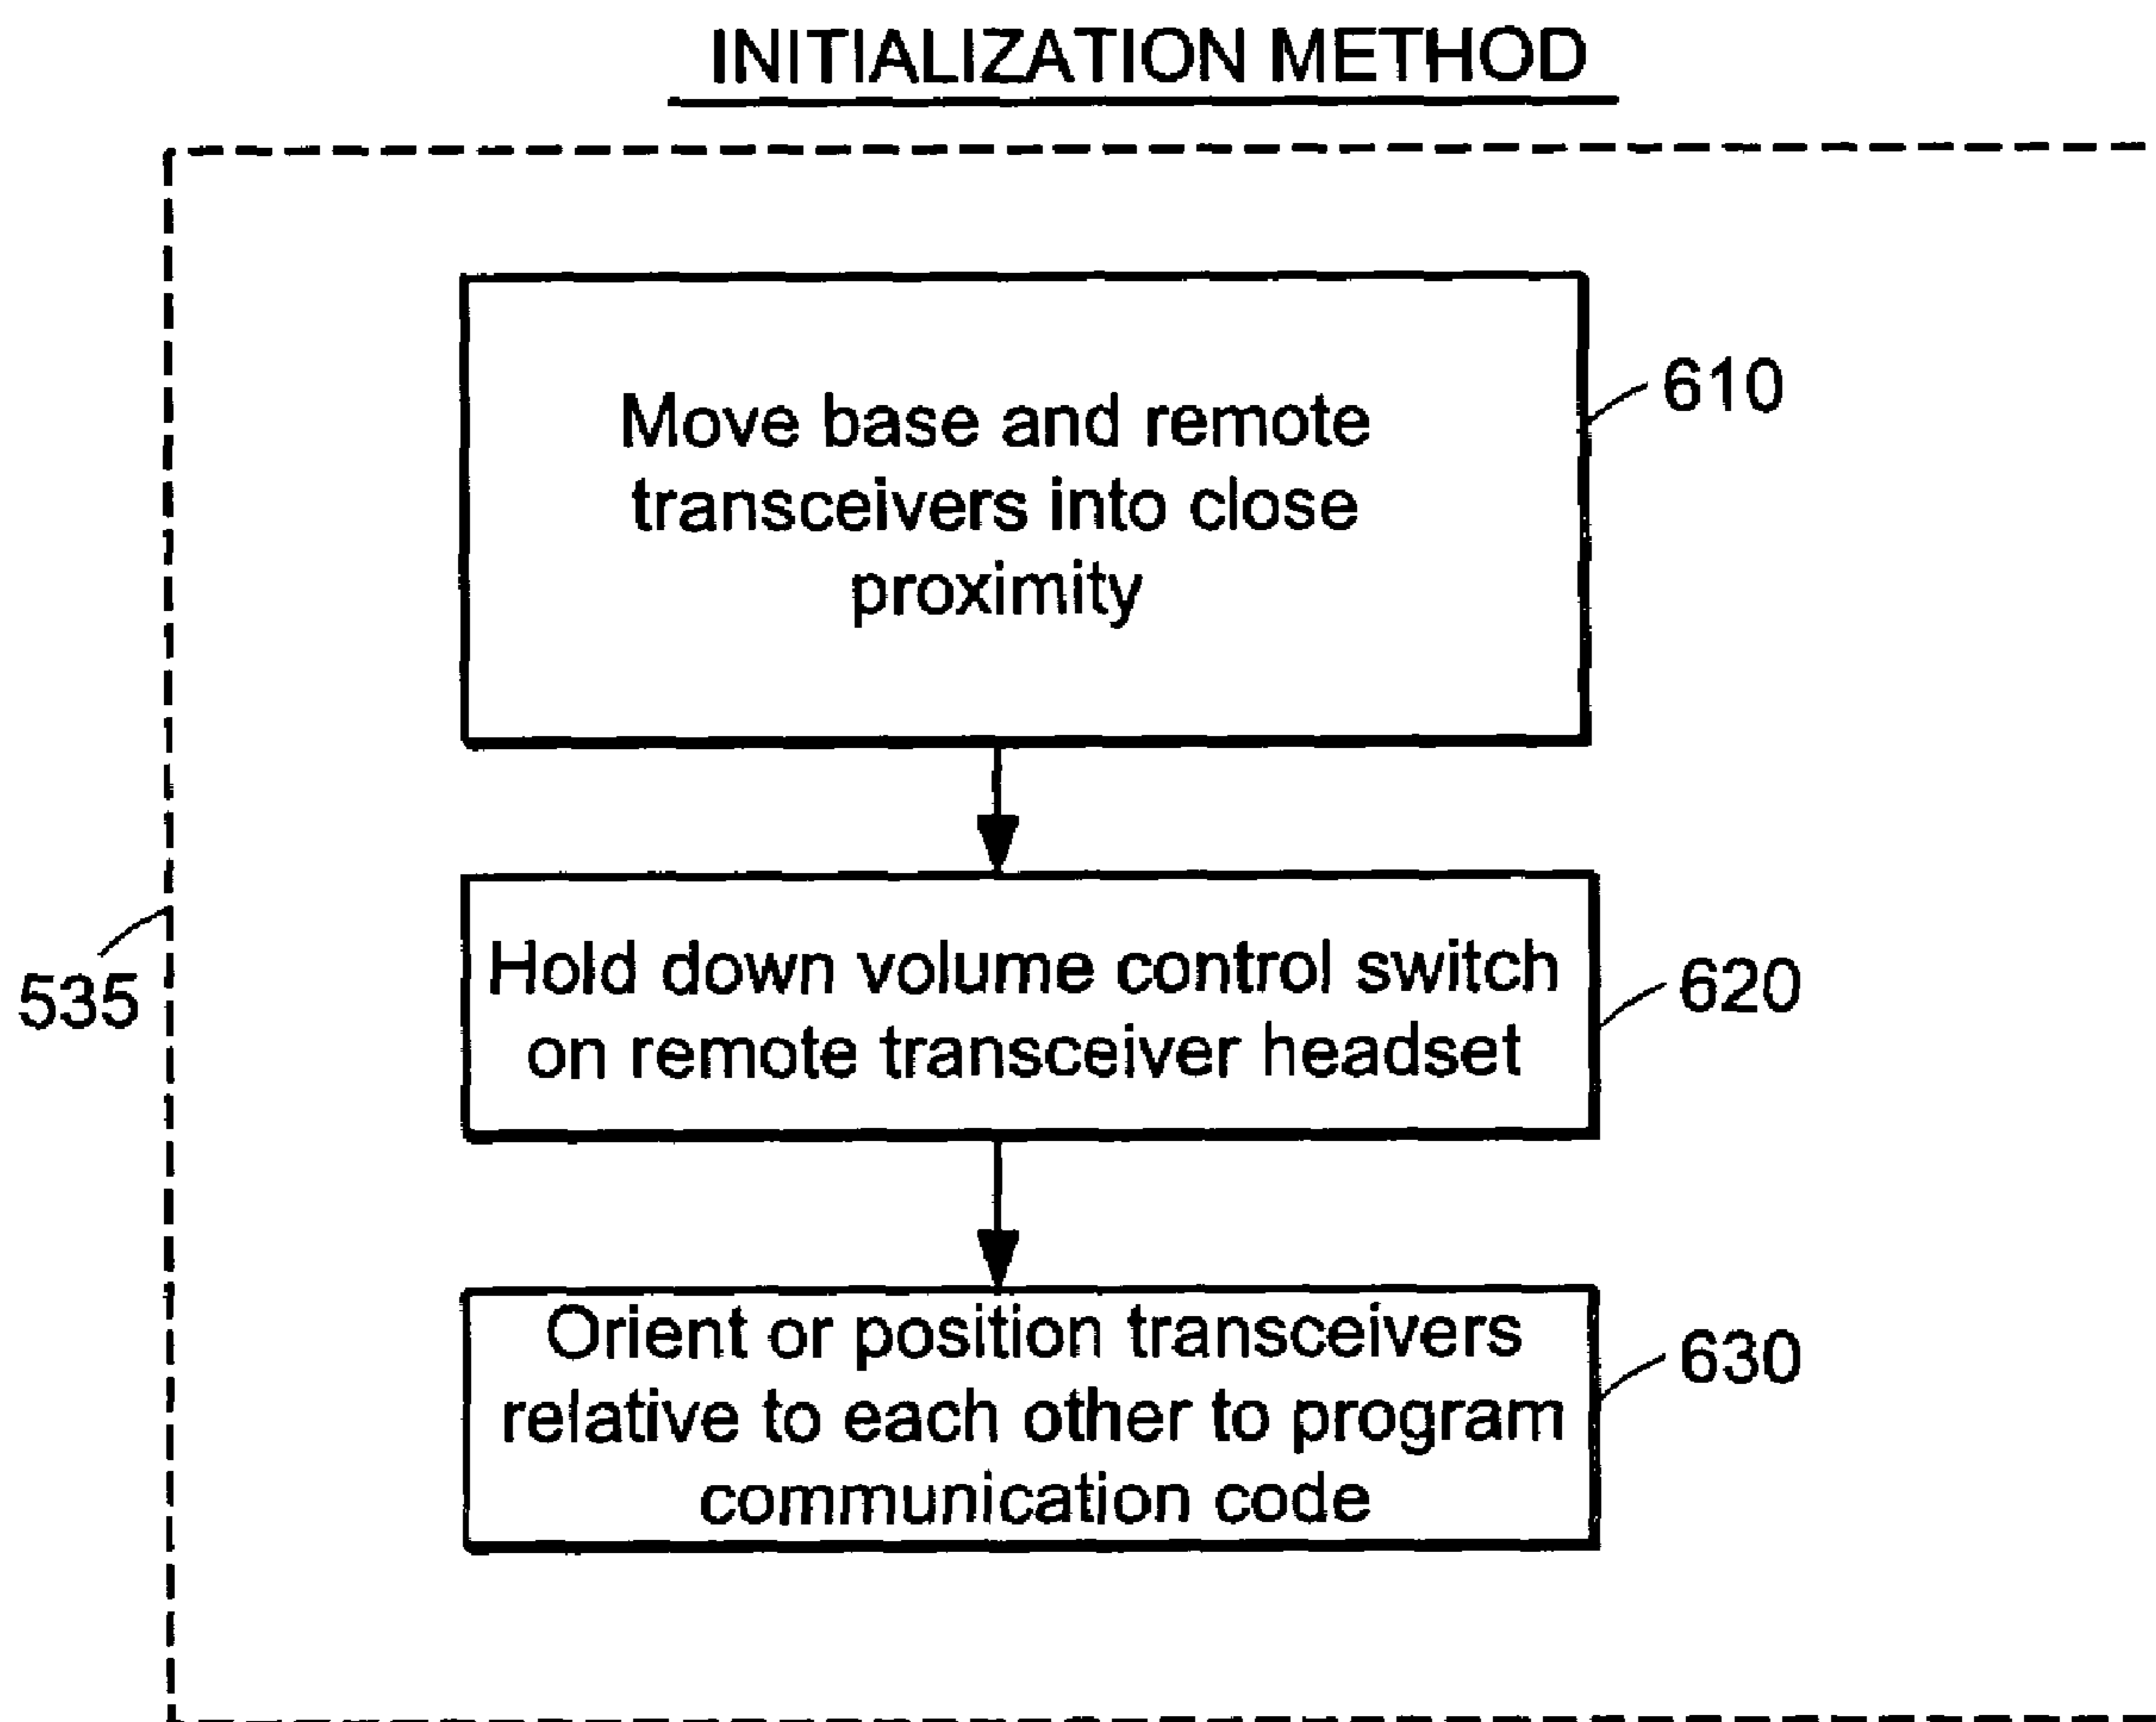 INITIALIZATION METHOD
Move base and remote
transceivers into close
proximity
610
Hold down volume control switch
on remote transceiver headset
620
535
Orient or position transceivers
relative to each other to program
communication code
630